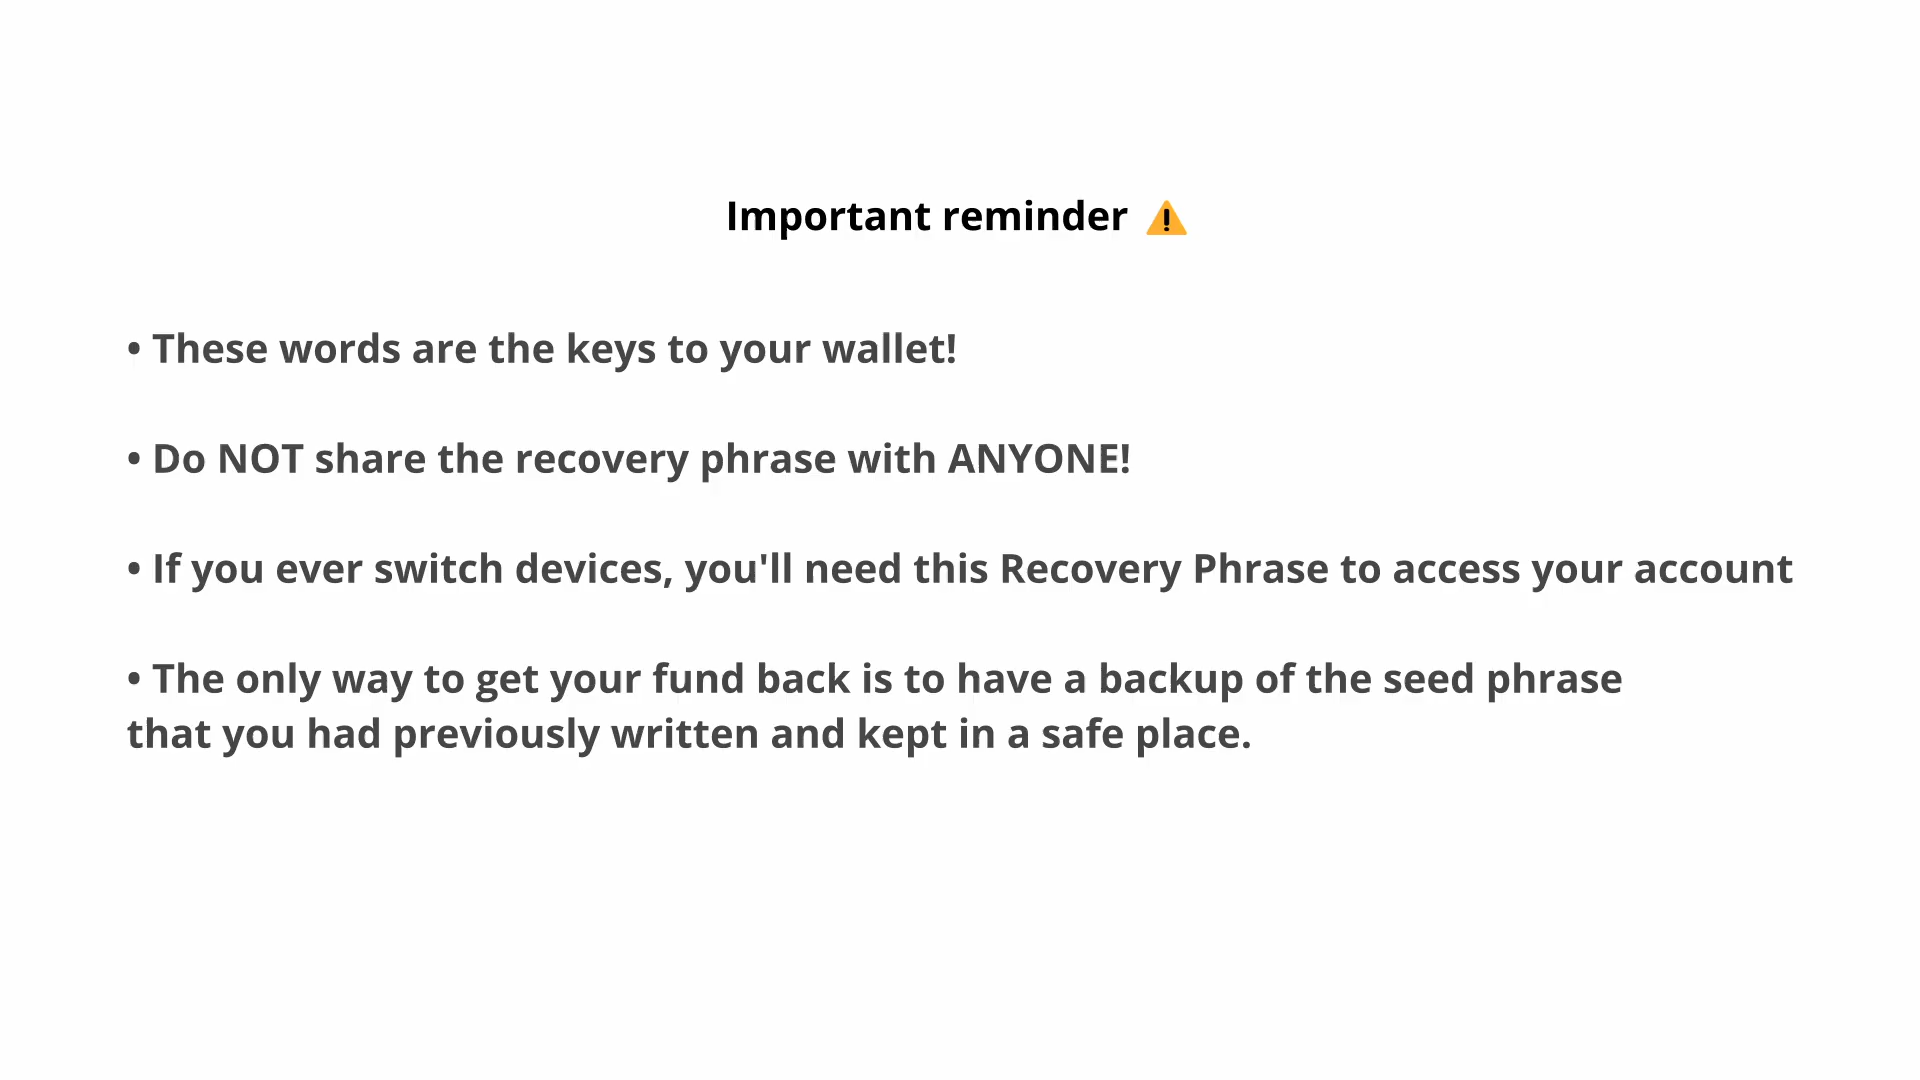 Important reminder ⚠️
• These words are the keys to your wallet!
• Do NOT share the recovery phrase with ANYONE!
• If you ever switch devices, you'll need this Recovery Phrase to access your account
• The only way to get your fund back is to have a backup of the seed phrase
that you had previously written and kept in a safe place.